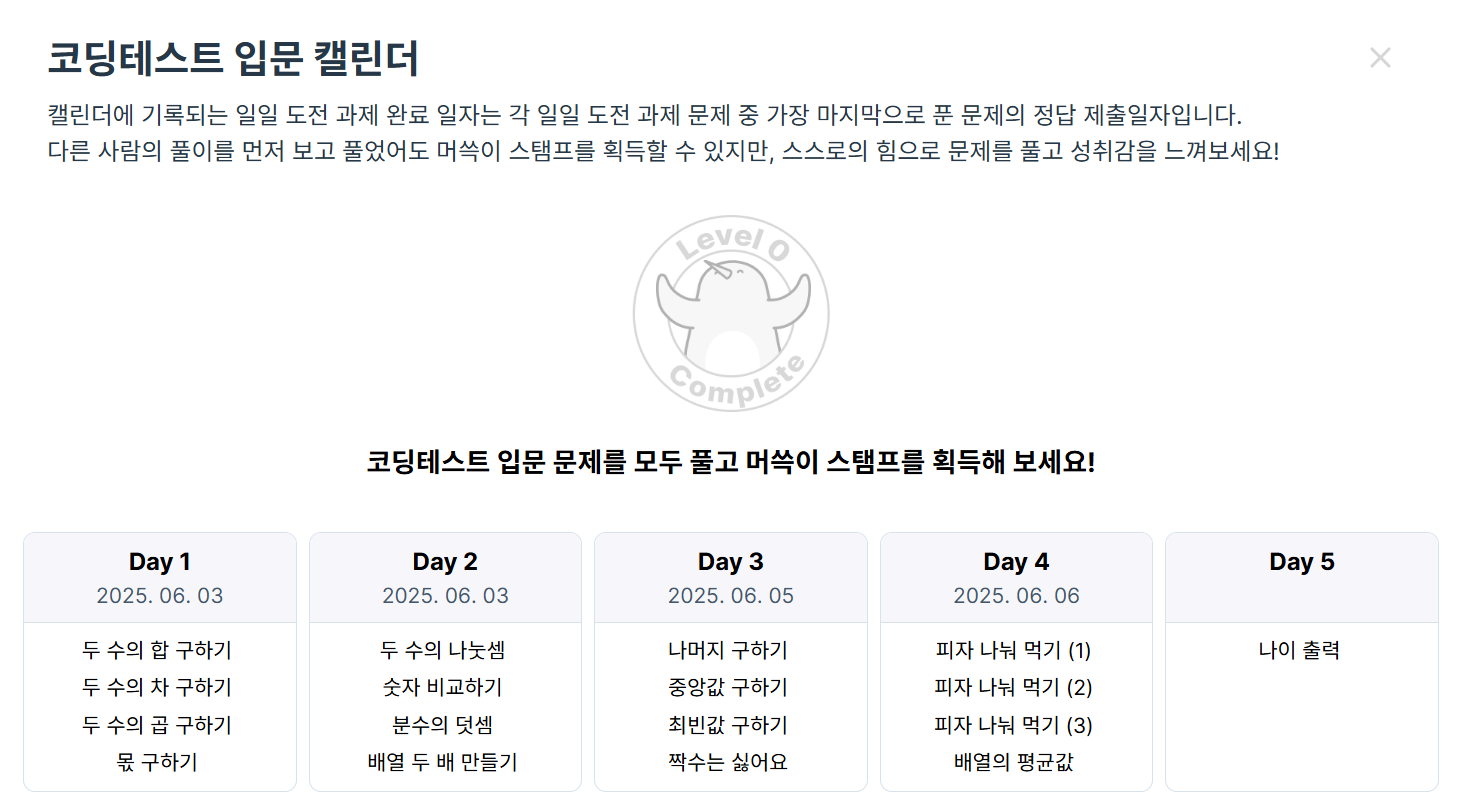 코딩테스트 입문 캘린더
캘린더에 기록되는 일일 도전 과제 완료 일자는 각 일일 도전 과제 문제 중 가장 마지막으로 푼 문제의 정답 제출일자입니다.
다른 사람의 풀이를 먼저 보고 풀었어도 머쓱이 스탬프를 획득할 수 있지만, 스스로의 힘으로 문제를 풀고 성취감을 느껴보세요!
Level 0
Complete
코딩테스트 입문 문제를 모두 풀고 머쓱이 스탬프를 획득해 보세요!
Day 1
2025. 06. 03
두 수의 합 구하기
두 수의 차 구하기
두 수의 곱 구하기
몫 구하기
Day 2
2025. 06. 03
두 수의 나눗셈
숫자 비교하기
분수의 덧셈
배열 두 배 만들기
Day 3
2025. 06. 05
나머지 구하기
중앙값 구하기
최빈값 구하기
짝수는 싫어요
Day 4
2025. 06. 06
피자 나눠 먹기 (1)
피자 나눠 먹기 (2)
피자 나눠 먹기 (3)
배열의 평균값
Day 5
나이 출력